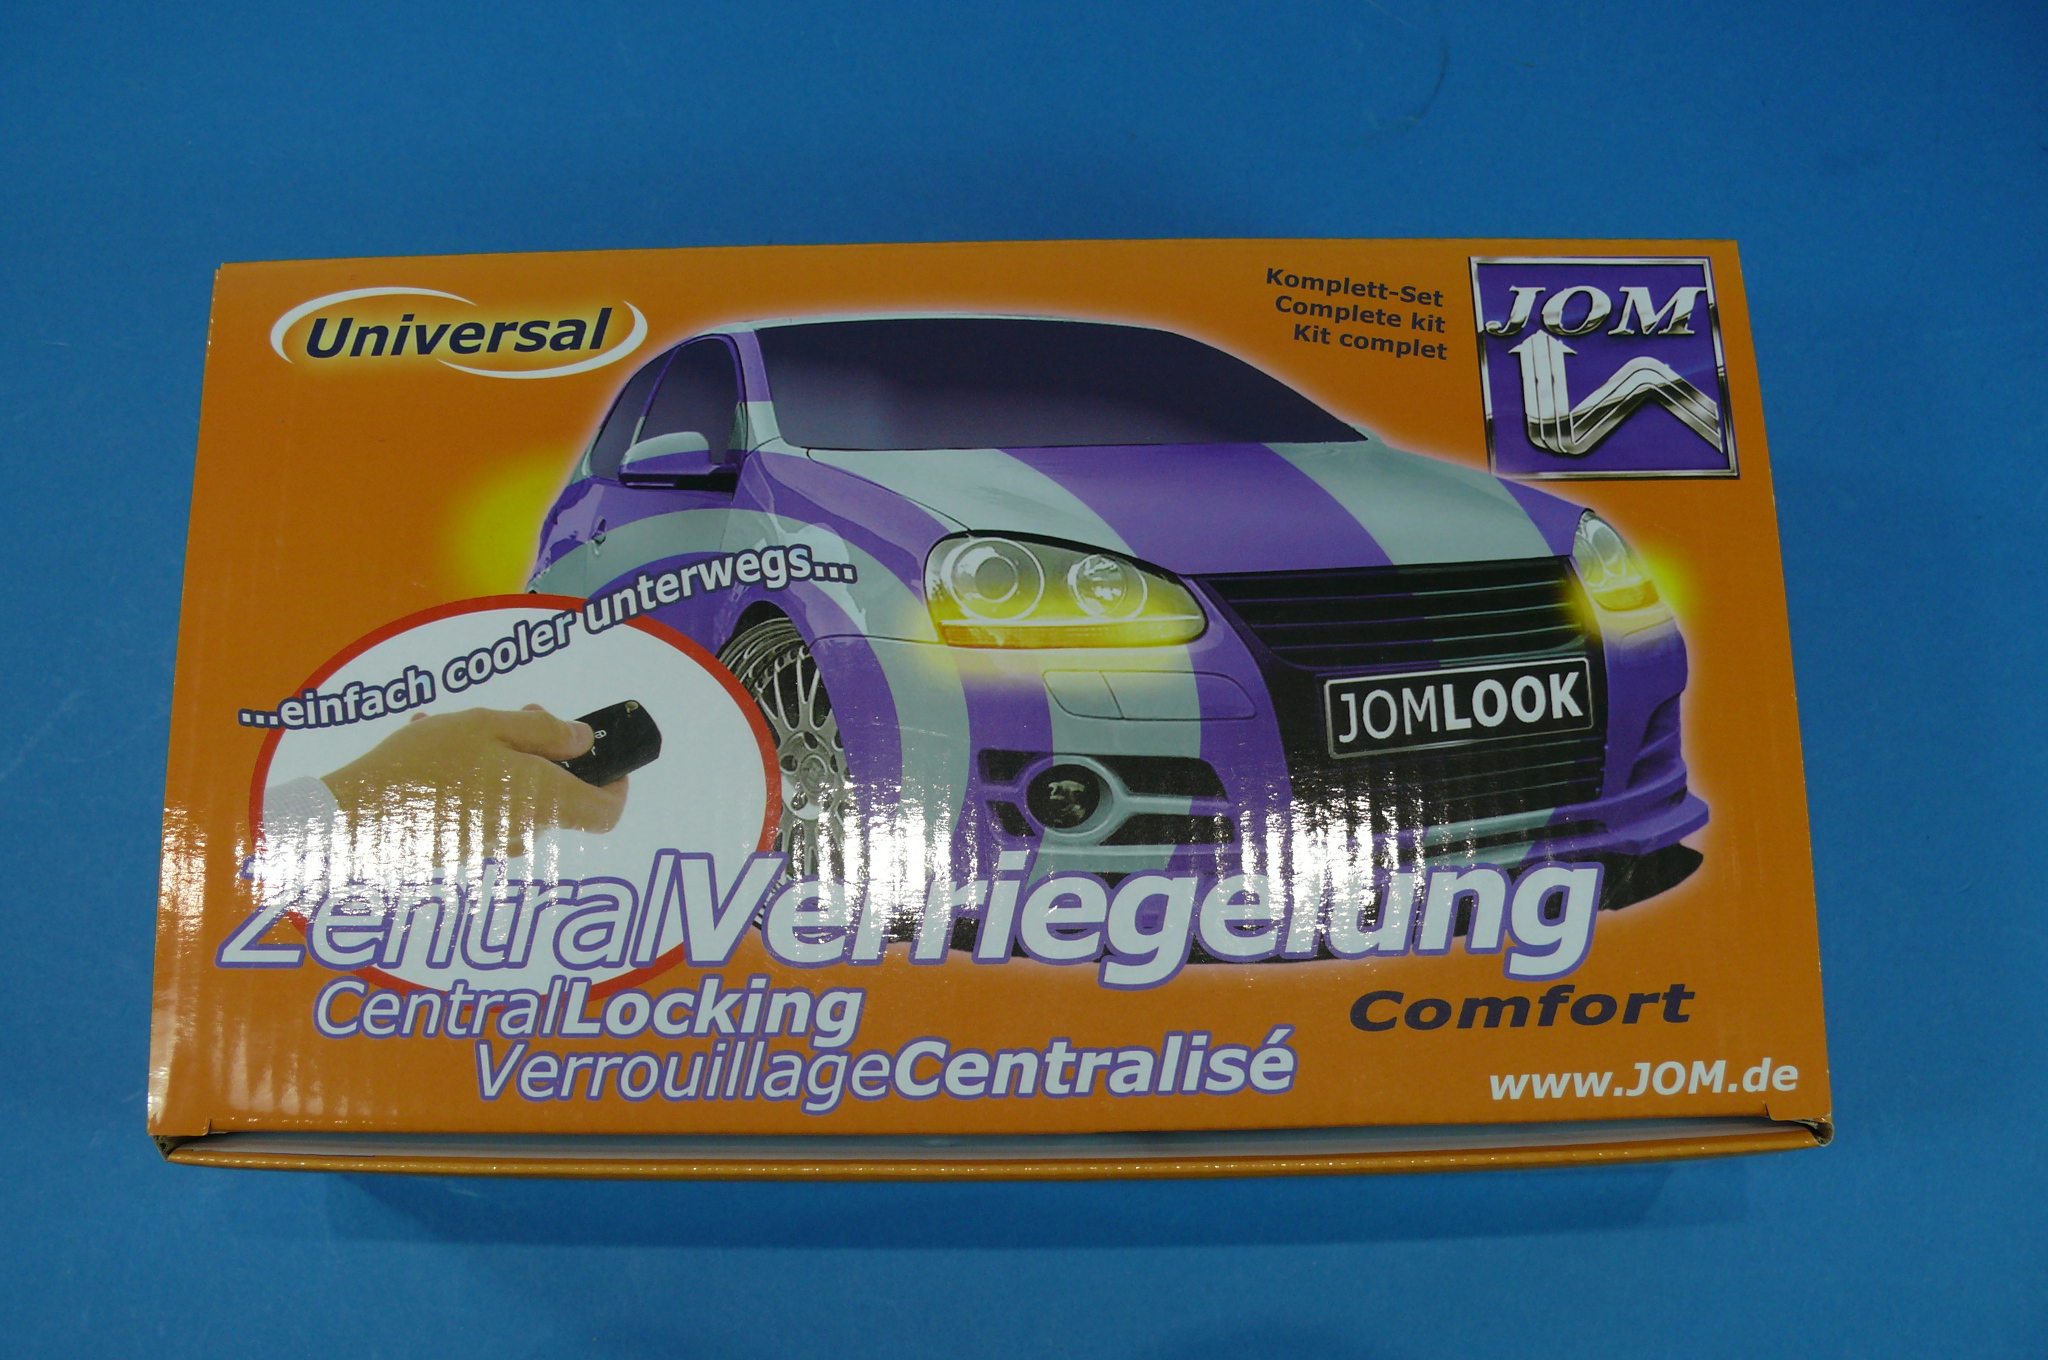 Universal
Komplett-Set
Complete kit
Kit complet
JOM
...einfach cooler unterwegs...
JOMLOOK
ZentralVerriegelung
CentralLocking
Comfort
VerrouillageCentralisé
www.JOM.de